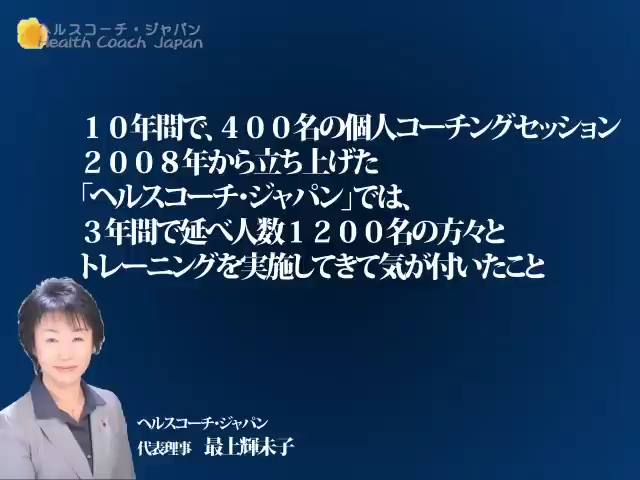 ヘルスコーチ・ジャパン
Health Coach Japan
１０年間で、４００名の個人コーチングセッション
２００８年から立ち上げた
「ヘルスコーチ・ジャパン」では、
３年間で延べ人数１２００名の方々と
トレーニングを実施してきて気が付いたこと
ヘルスコーチ・ジャパン
代表理事　最上輝未子